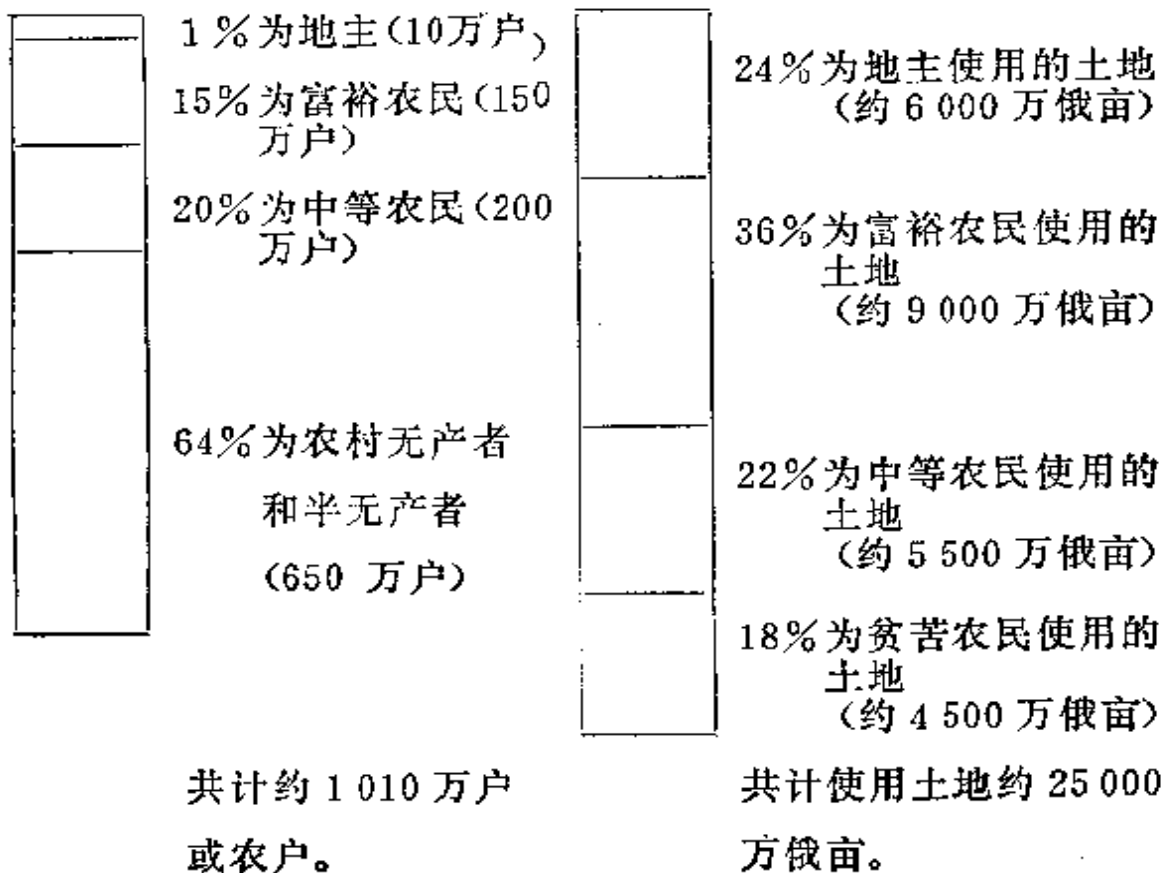 1%为地主(10万户)
15%为富裕农民(150
万户)
20%为中等农民(200
万户)
64%为农村无产者
和半无产者
(650 万户)
共计约 1 010 万户
或农户。
24%为地主使用的土地
(约 6 000 万俄亩)
36%为富裕农民使用的
土地
(约 9 000 万俄亩)
22%为中等农民使用的
土地
(约 5 500 万俄亩)
18%为贫苦农民使用的
土地
(约 4 500 万俄亩)
共计使用土地约 25 000
万俄亩。